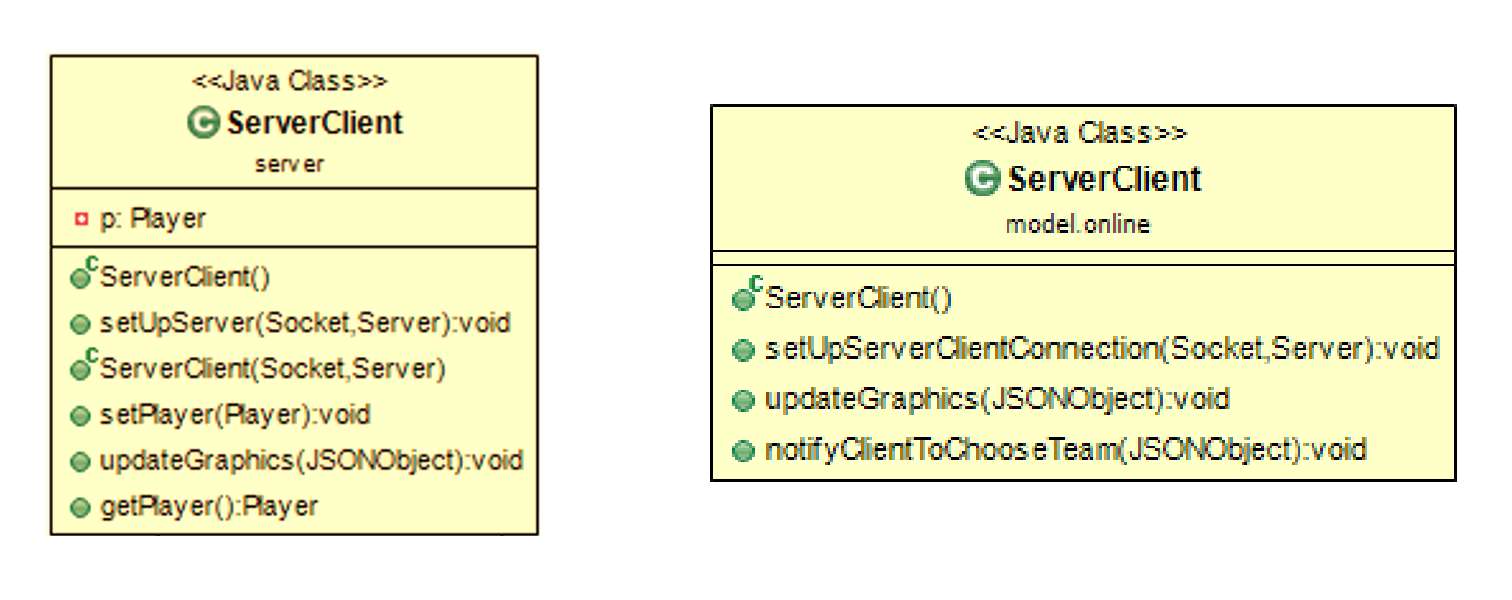 <<Java Class>>
ServerClient
server
p: Player
ServerClient()
setUpServer(Socket,Server):void
ServerClient(Socket,Server)
setPlayer(Player):void
updateGraphics(JSONObject):void
getPlayer():Player
<<Java Class>>
ServerClient
model.online
ServerClient()
setUpServerClientConnection(Socket,Server):void
updateGraphics(JSONObject):void
notifyClientToChooseTeam(JSONObject):void